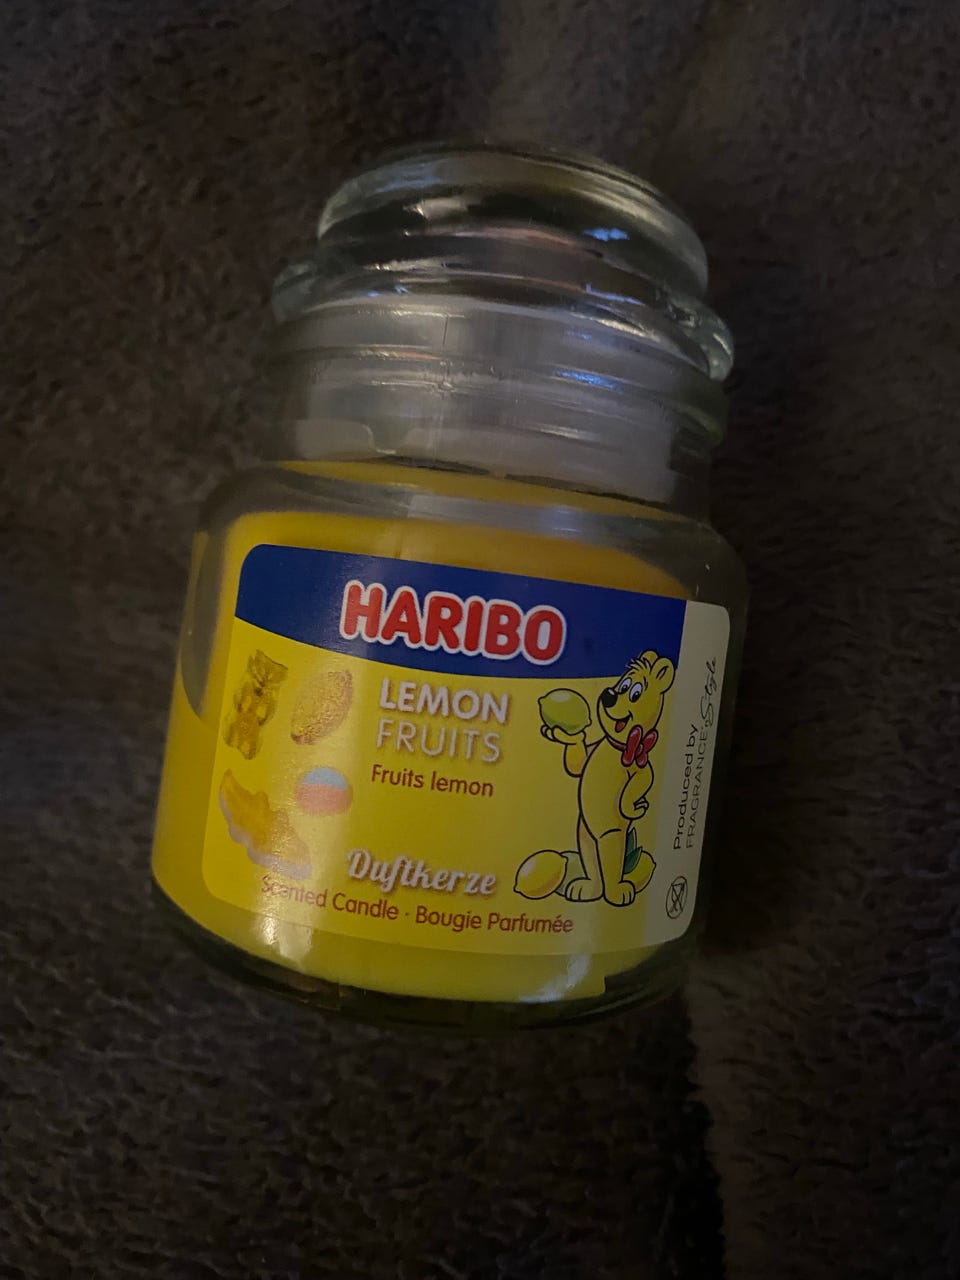 HARIBO
LEMON
FRUITS
Fruits lemon
Duftkerze
Scented Candle · Bougie Parfumée
Produced by
FRAGRANCE Style